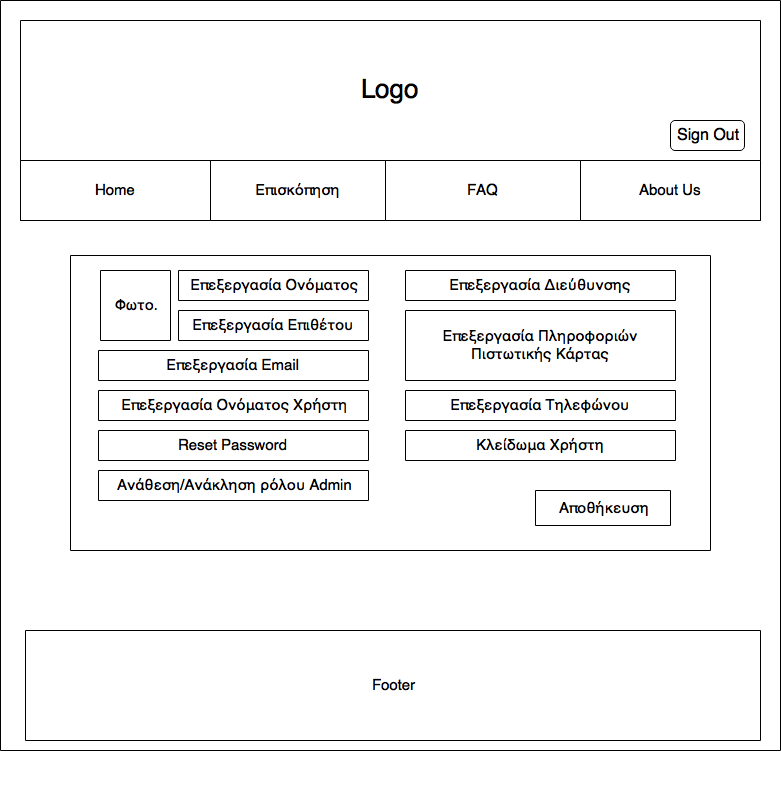 Logo
Sign Out
Home
Επισκόπηση
FAQ
About Us
Φωτο.
Επεξεργασία Ονόματος
Επεξεργασία Επιθέτου
Επεξεργασία Email
Επεξεργασία Ονόματος Χρήστη
Reset Password
Ανάθεση/Ανάκληση ρόλου Admin
Επεξεργασία Διεύθυνσης
Επεξεργασία Πληροφοριών
Πιστωτικής Κάρτας
Επεξεργασία Τηλεφώνου
Κλείδωμα Χρήστη
Αποθήκευση
Footer